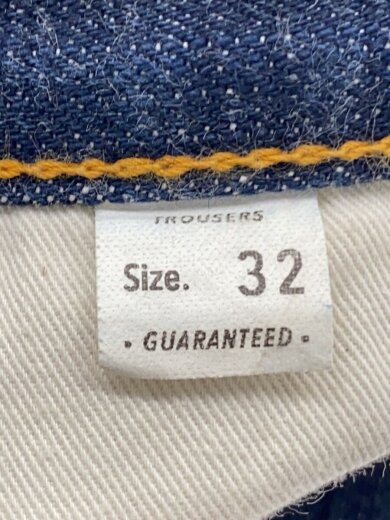 TROUSERS
Size. 32
• GUARANTEED •